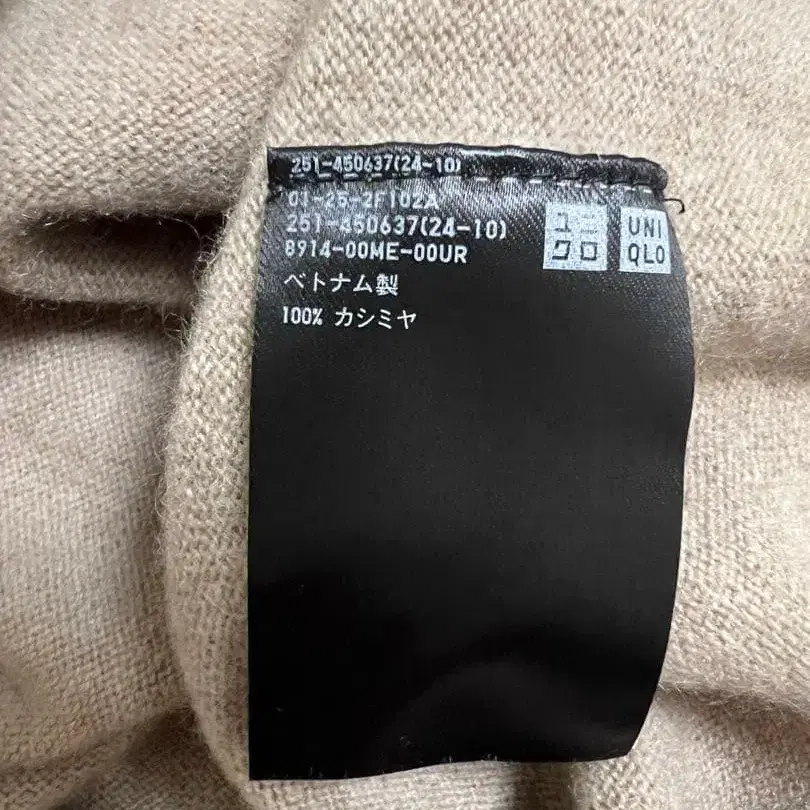 251-450637(24-10)
01-25-2F102A
251-450637(24-10)
8914-00ME-00UR
ユニ
クロ
UNI
QLO
ベトナム製
100% カシミヤ